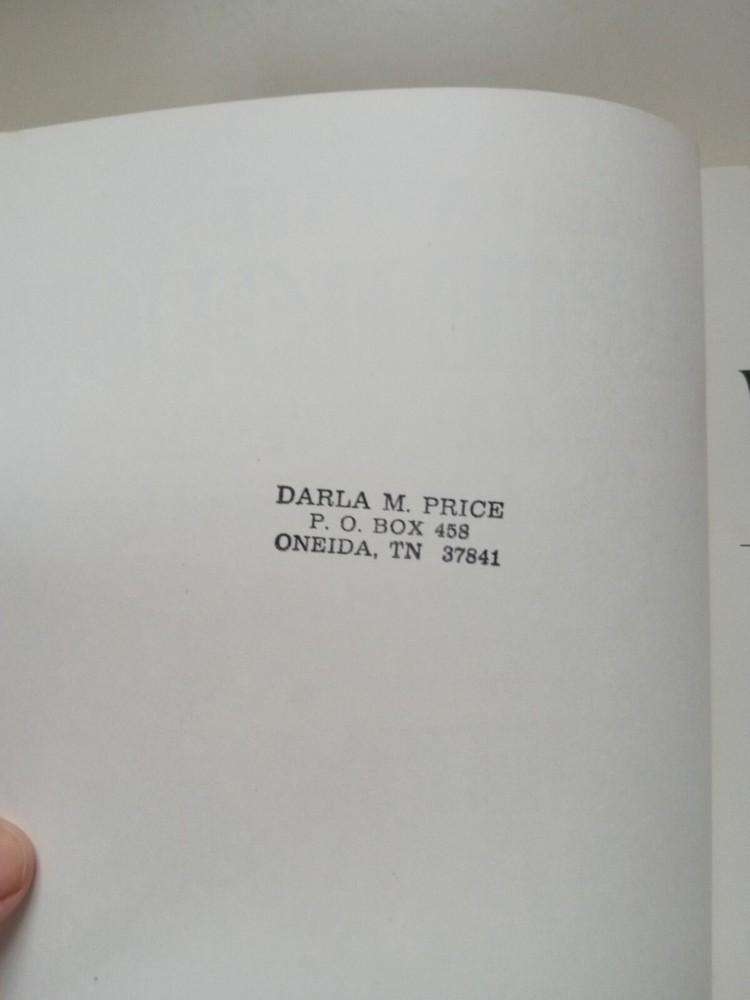 DARLA M. PRICE
P. O. BOX 458
ONEIDA, TN 37841